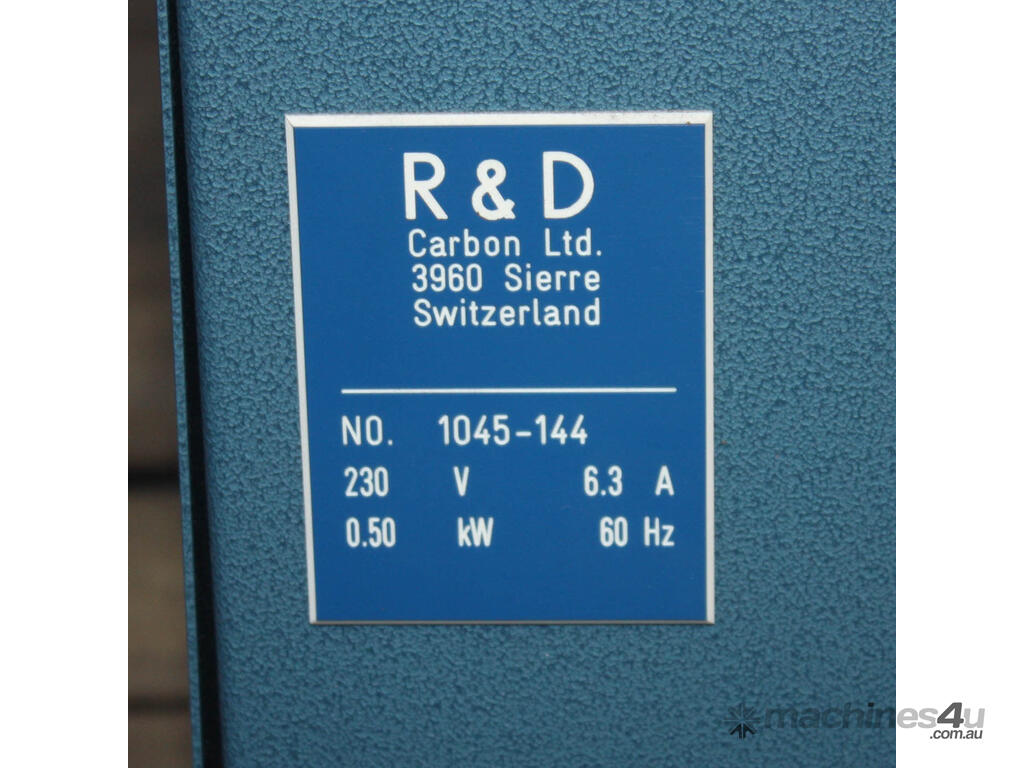 R & D
Carbon Ltd.
3960 Sierre
Switzerland
NO. 1045-144
230 V 6.3 A
0.50 kW 60 Hz
machines4u
.com.au